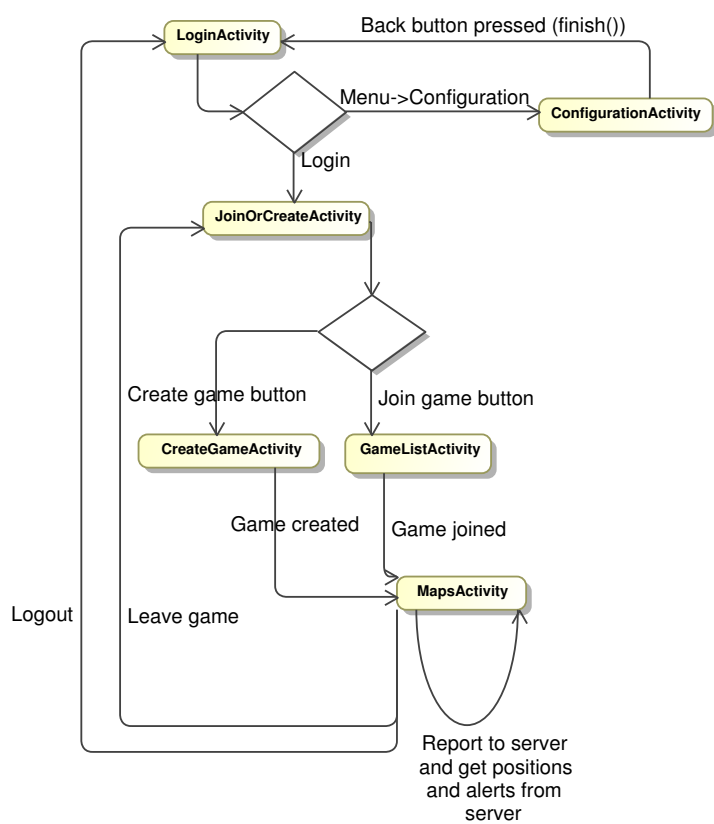 Back button pressed (finish())
LoginActivity
Menu->Configuration
ConfigurationActivity
Login
JoinOrCreateActivity
Create game button
Join game button
CreateGameActivity
GameListActivity
Game created
Game joined
MapsActivity
Logout
Leave game
Report to server
and get positions
and alerts from
server